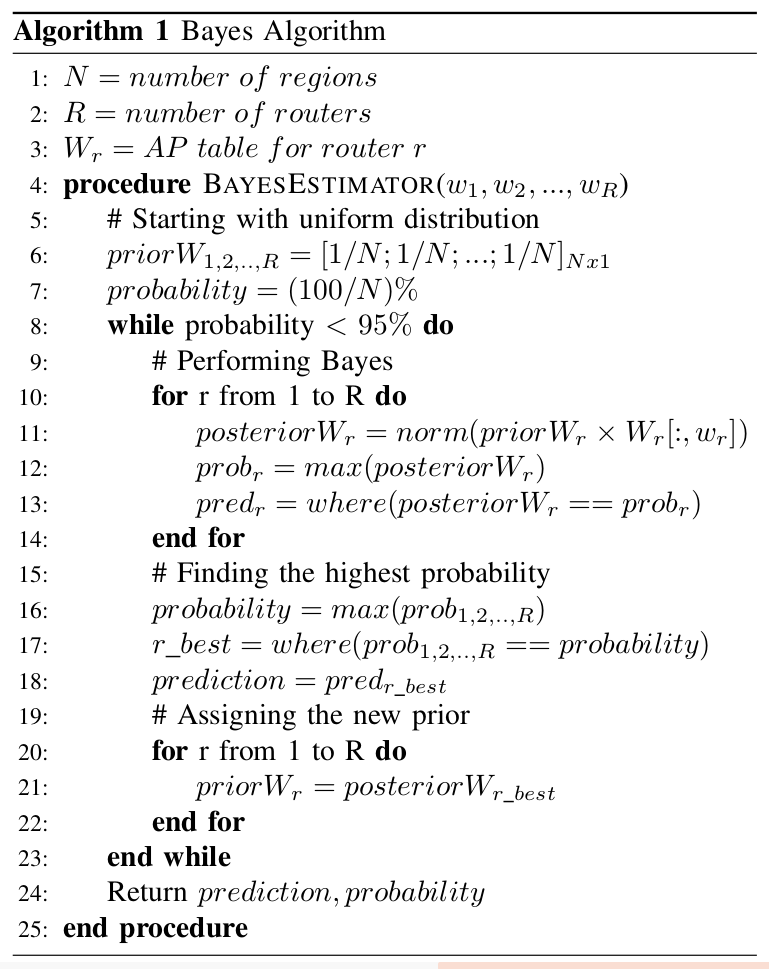 Algorithm 1 Bayes Algorithm
1: N = number of regions
2: R = number of routers
3: W_r = AP table for router r
4: procedure BAYESESTIMATOR(w_1, w_2, ..., w_R)
5: # Starting with uniform distribution
6: priorW_{1,2,..,R} = [1/N; 1/N; ...; 1/N]_{Nx1}
7: probability = (100/N)%
8: while probability < 95% do
9: # Performing Bayes
10: for r from 1 to R do
11: posteriorW_r = norm(priorW_r × W_r[:, w_r])
12: prob_r = max(posteriorW_r)
13: pred_r = where(posteriorW_r == prob_r)
14: end for
15: # Finding the highest probability
16: probability = max(prob_{1,2,..,R})
17: r_best = where(prob_{1,2,..,R} == probability)
18: prediction = pred_{r_best}
19: # Assigning the new prior
20: for r from 1 to R do
21: priorW_r = posteriorW_{r_best}
22: end for
23: end while
24: Return prediction, probability
25: end procedure